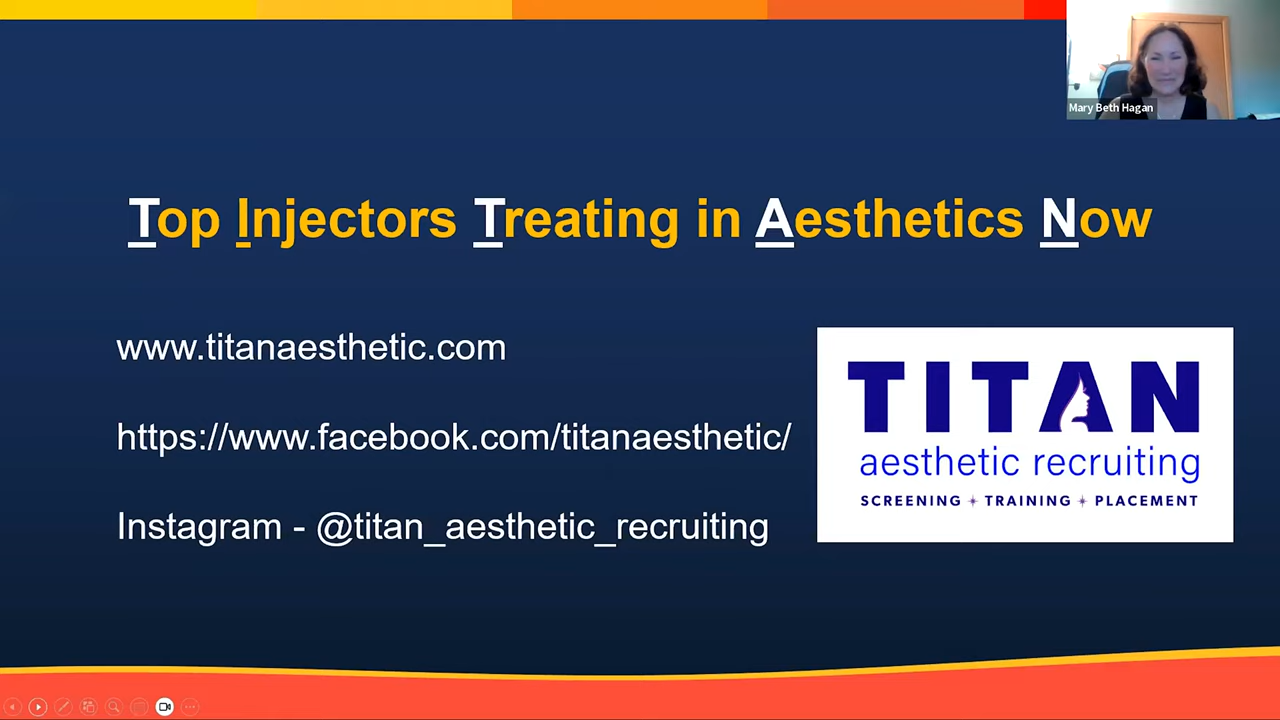 Mary Beth Hagan
Top Injectors Treating in Aesthetics Now
www.titanaesthetic.com
https://www.facebook.com/titanaesthetic/
Instagram - @titan_aesthetic_recruiting
TITAN
aesthetic recruiting
SCREENING + TRAINING + PLACEMENT